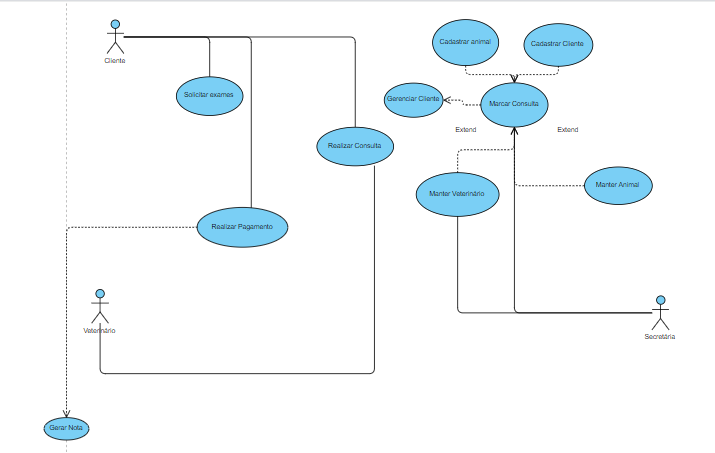 Cliente
Cadastrar animal
Cadastrar Cliente
Solicitar exames
Gerenciar Cliente
Marcar Consulta
Extend
Extend
Realizar Consulta
Manter Veterinário
Manter Animal
Realizar Pagamento
Veterinário
Secretária
Gerar Nota